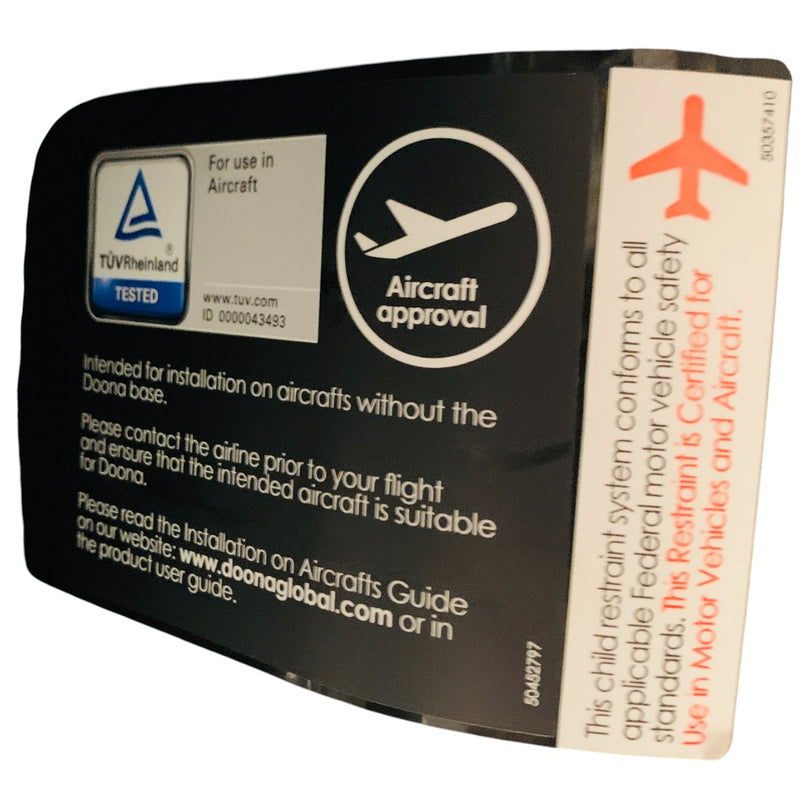 For use in
Aircraft
TÜVRheinland
®
TESTED
www.tuv.com
ID 0000043493
Aircraft
approval
Intended for installation on aircrafts without the
Doona base.
Please contact the airline prior to your flight
and ensure that the intended aircraft is suitable
for Doona.
Please read the Installation on Aircrafts Guide
on our website: www.doonaglobal.com or in
the product user guide.
50452797
This child restraint system conforms to all
applicable Federal motor vehicle safety
standards. This Restraint is Certified for
Use in Motor Vehicles and Aircraft.
50357410